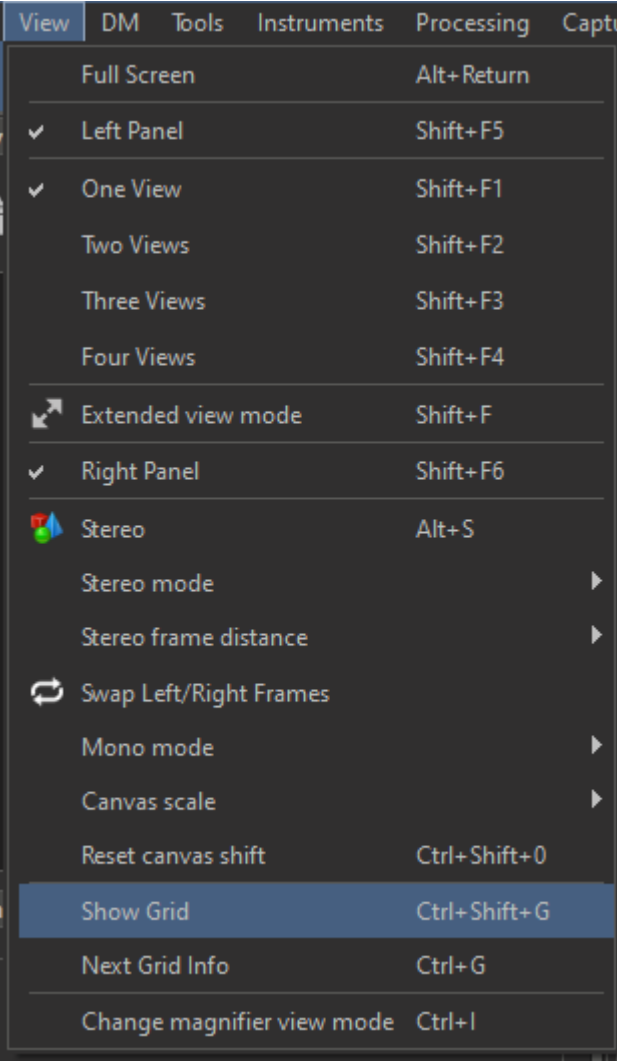 View DM Tools Instruments Processing Captu
Full Screen Alt+Return
Left Panel Shift+F5
One View Shift+F1
Two Views Shift+F2
Three Views Shift+F3
Four Views Shift+F4
Extended view mode Shift+F
Right Panel Shift+F6
Stereo Alt+S
Stereo mode
Stereo frame distance
Swap Left/Right Frames
Mono mode
Canvas scale
Reset canvas shift Ctrl+Shift+0
Show Grid Ctrl+Shift+G
Next Grid Info Ctrl+G
Change magnifier view mode Ctrl+I